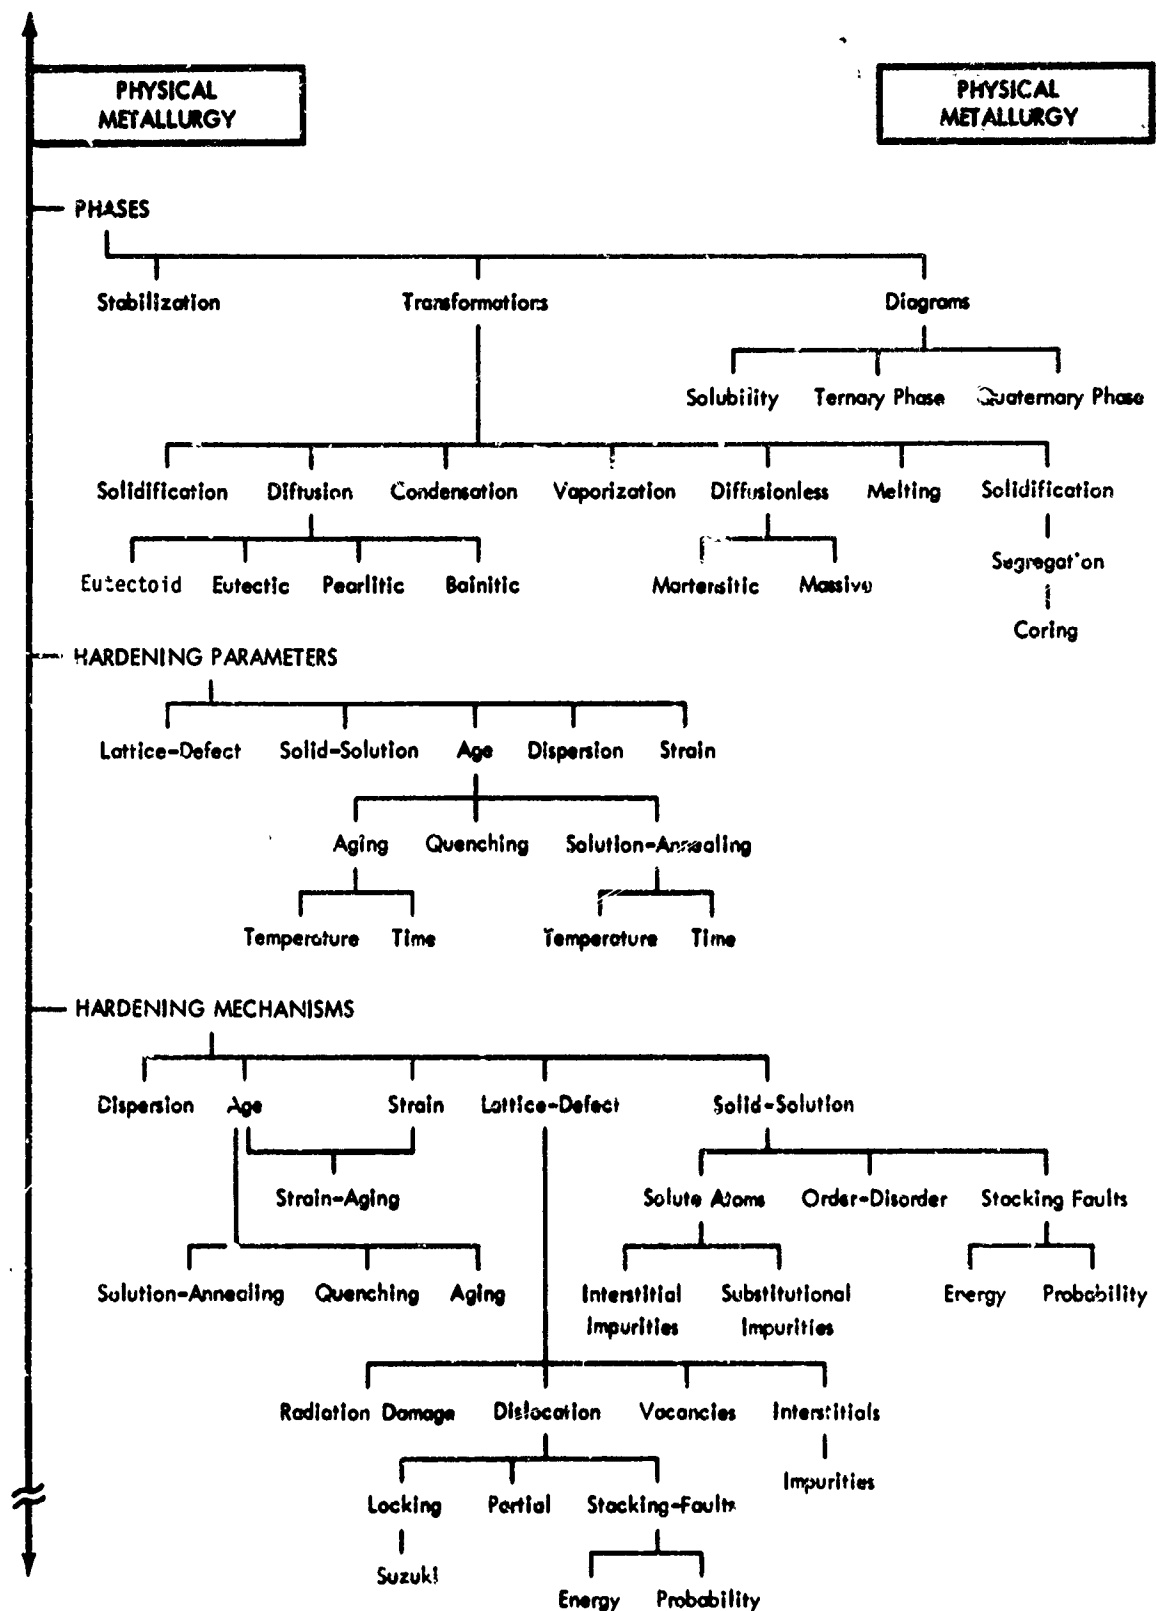 PHYSICAL
METALLURGY
PHYSICAL
METALLURGY
PHASES
Stabilization
Transformations
Diagrams
Solubility
Ternary Phase
Quaternary Phase
Solidification
Diffusion
Condensation
Vaporization
Diffusionless
Melting
Solidification
Eutectoid
Eutectic
Pearlitic
Bainitic
Martensitic
Massive
Segregation
Coring
HARDENING PARAMETERS
Lattice-Defect
Solid-Solution
Age
Dispersion
Strain
Aging
Quenching
Solution-Annealing
Temperature
Time
Temperature
Time
HARDENING MECHANISMS
Dispersion
Age
Strain
Lattice-Defect
Solid-Solution
Strain-Aging
Solute Atoms
Order-Disorder
Stacking Faults
Solution-Annealing
Quenching
Aging
Interstitial
Impurities
Substitutional
Impurities
Energy
Probability
Radiation Damage
Dislocation
Vacancies
Interstitials
Impurities
Locking
Partial
Stacking-Faults
Suzuki
Energy
Probability